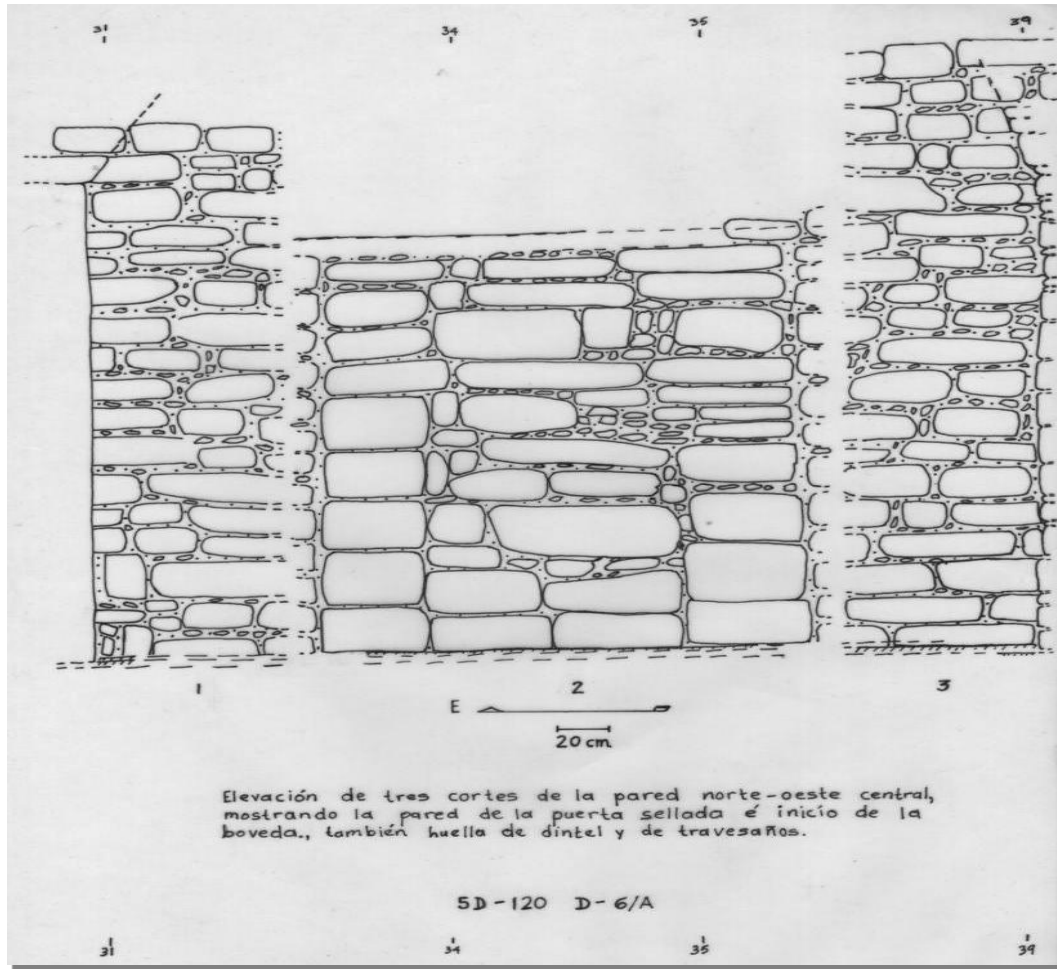 31 34 35 39
1 2 3
E
20 cm.
Elevación de tres cortes de la pared norte-oeste central,
mostrando la pared de la puerta sellada é inicio de la
boveda., también huella de dintel y de travesaños.
5D-120 D-6/A
31 34 35 39